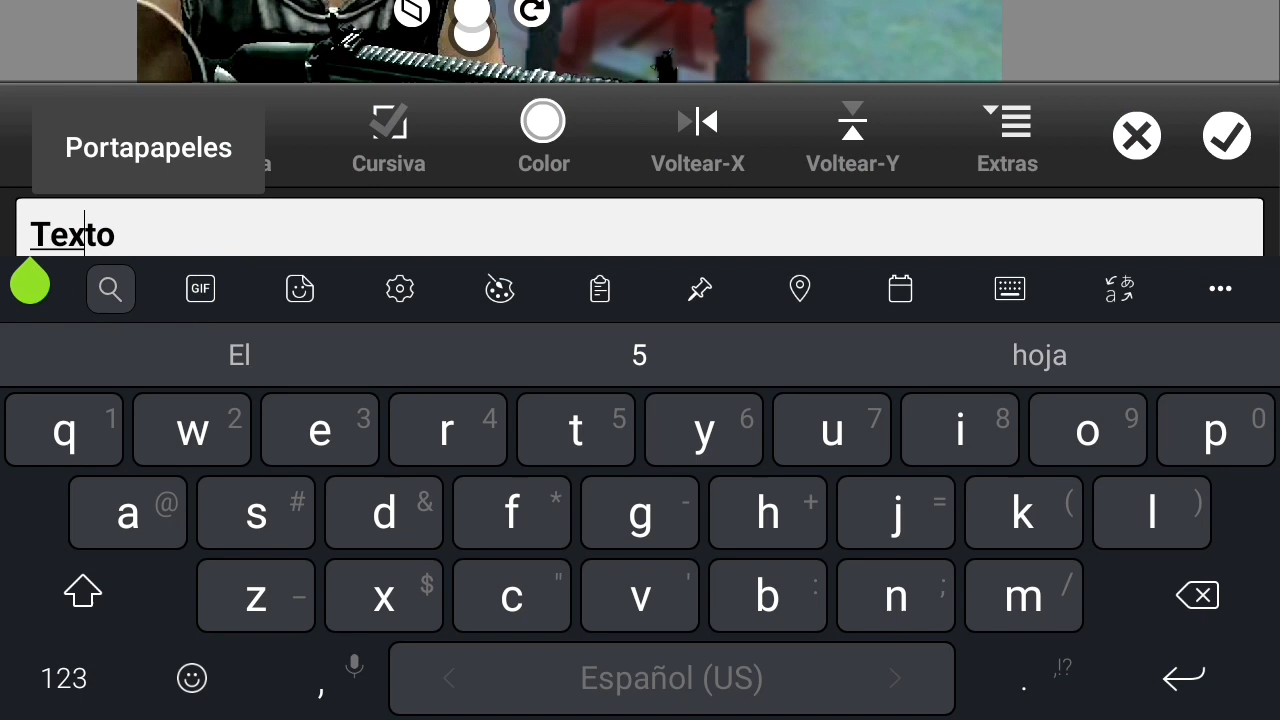 Portapapeles
a
Cursiva
Color
Voltear-X
Voltear-Y
Extras
Texto
GIF
El
5
hoja
q 1 w 2 e 3 r 4 t 5 y 6 u 7 i 8 o 9 p 0
a @ s # d & f * g - h + j = k ( l )
z _ x $ c " v ' b : n ; m /
123 , < Español (US) > . ,!?